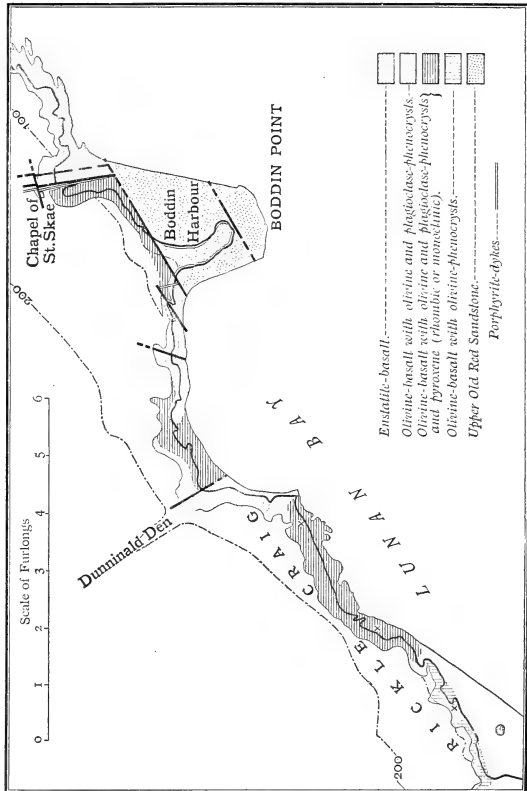 Scale of Furlongs
0 1 2 3 4 5 6
200
100
200
Chapel of
St. Skae
Boddin
Harbour
BODDIN POINT
Dunninald Den
RICKLE CRAIG
LUNAN BAY
Enstatite-basalt.
Olivine-basalt with olivine and plagioclase-phenocrysts.
Olivine-basalt with olivine and plagioclase-phenocrysts
and pyroxene (rhombic or monoclinic).
Olivine-basalt with olivine-phenocrysts.
Upper Old Red Sandstone.
Porphyrite-dykes